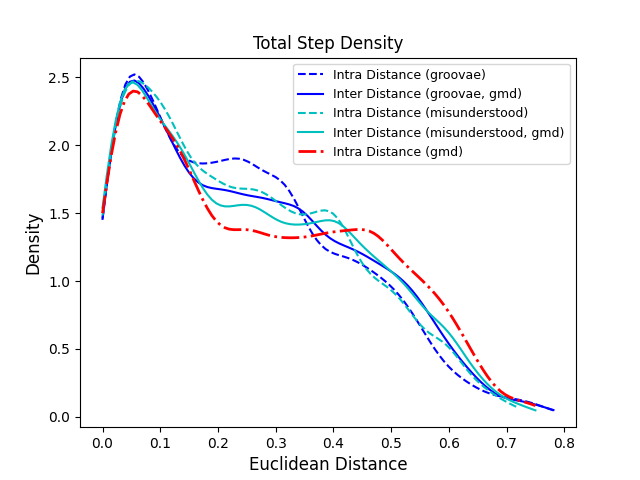 Total Step Density
Intra Distance (groovae)
Inter Distance (groovae, gmd)
Intra Distance (misunderstood)
Inter Distance (misunderstood, gmd)
Intra Distance (gmd)
Density
2.5
2.0
1.5
1.0
0.5
0.0
0.0 0.1 0.2 0.3 0.4 0.5 0.6 0.7 0.8
Euclidean Distance